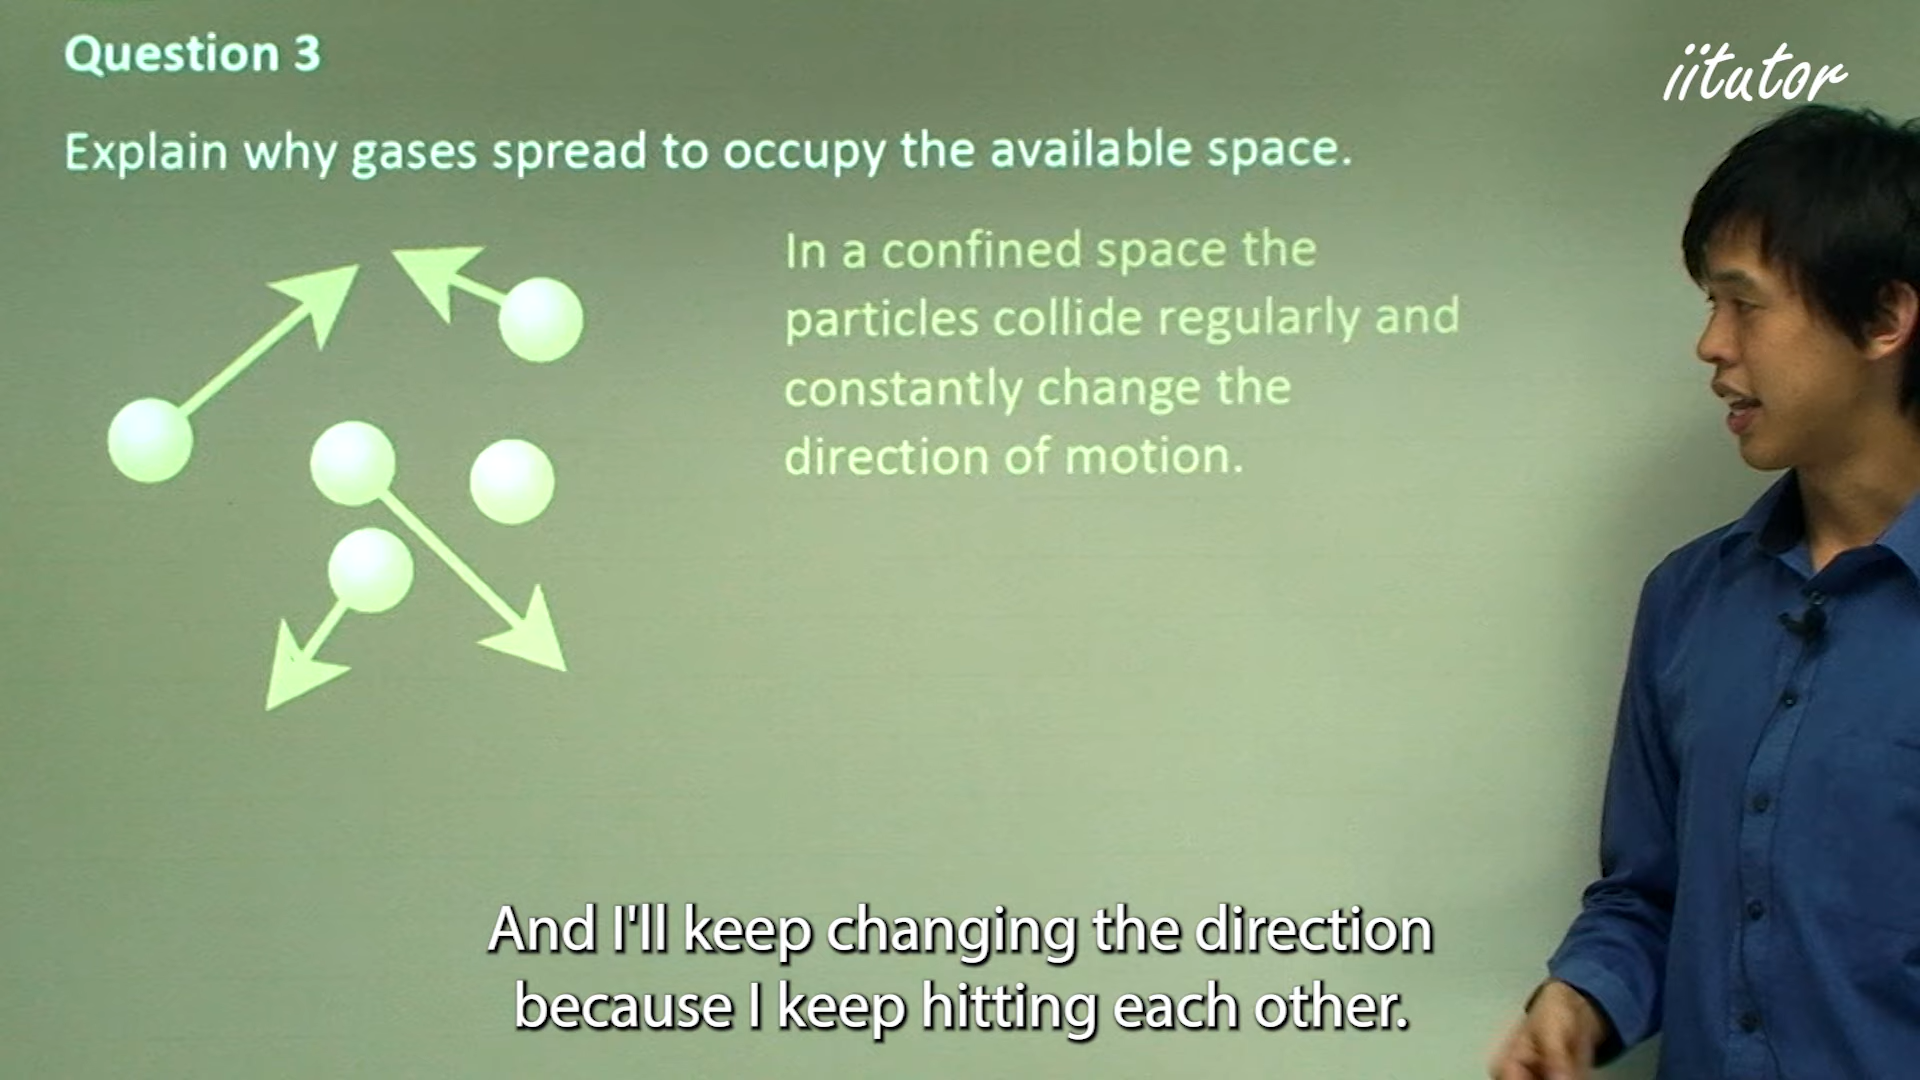 Question 3
iitutor
Explain why gases spread to occupy the available space.
In a confined space the
particles collide regularly and
constantly change the
direction of motion.
And I'll keep changing the direction
because I keep hitting each other.